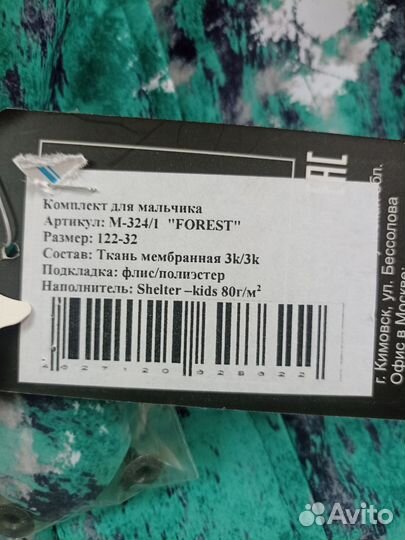 Комплект для мальчика
Артикул: М-324/1 "FOREST"
Размер: 122-32
Состав: Ткань мембранная 3k/3k
Подкладка: флис/полиэстер
Наполнитель: Shelter –kids 80г/м²
обл.
г. Кимовск, ул. Бессолова
Офис в Москве:
Avito